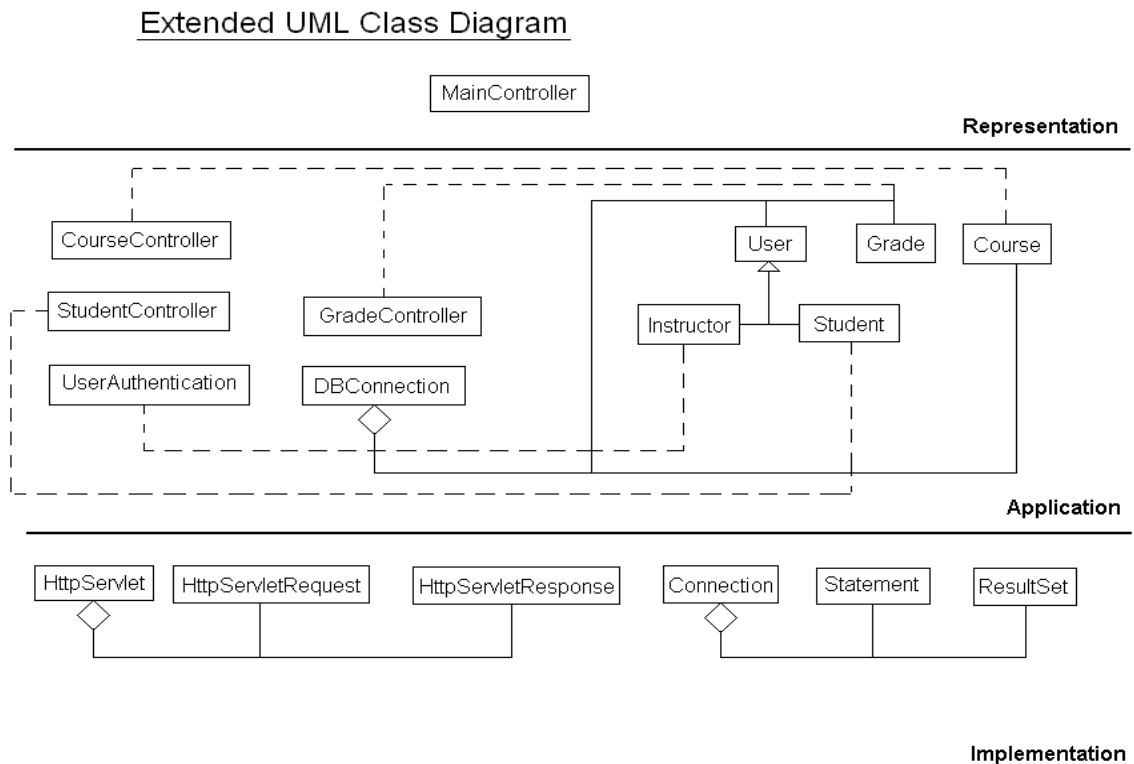 Extended UML Class Diagram
MainController
Representation
CourseController
User
Grade
Course
StudentController
GradeController
Instructor
Student
UserAuthentication
DBConnection
Application
HttpServlet
HttpServletRequest
HttpServletResponse
Connection
Statement
ResultSet
Implementation